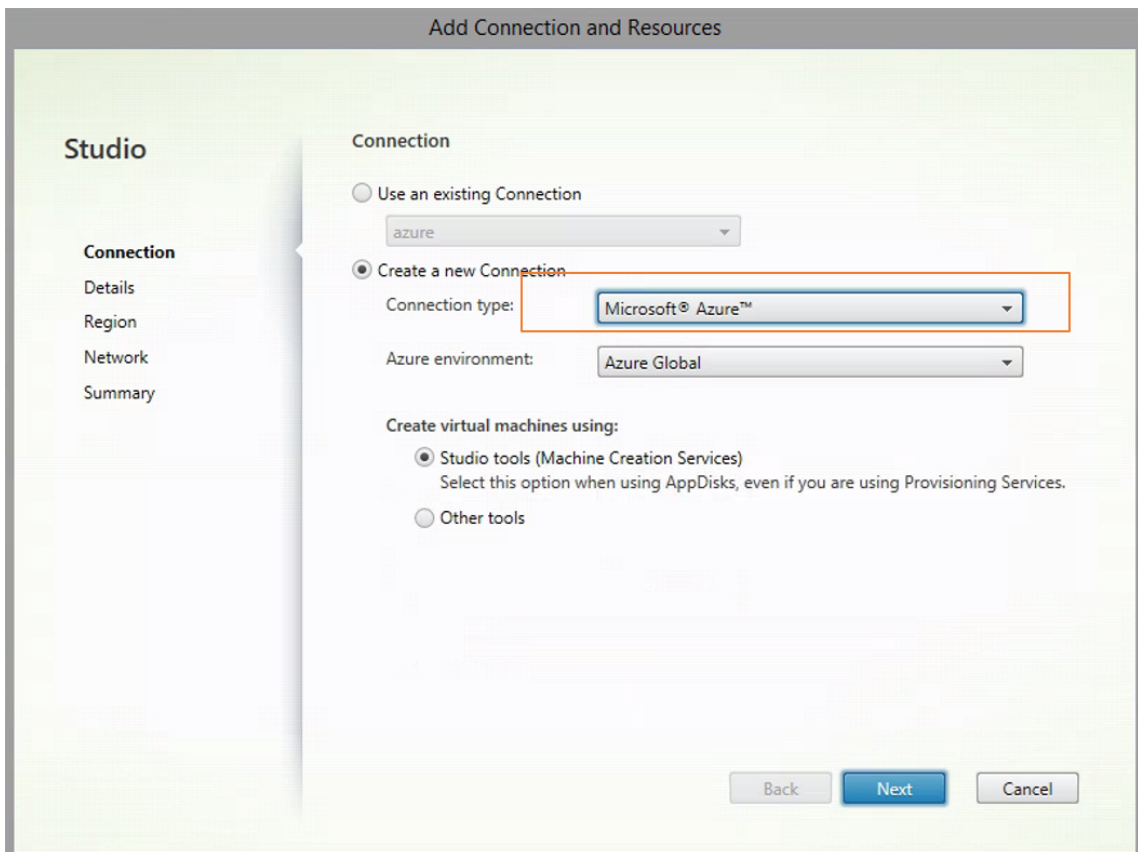 Add Connection and Resources
Studio
Connection
Details
Region
Network
Summary
Connection
Use an existing Connection
azure
Create a new Connection
Connection type:
Microsoft® Azure™
Azure environment:
Azure Global
Create virtual machines using:
Studio tools (Machine Creation Services)
Select this option when using AppDisks, even if you are using Provisioning Services.
Other tools
Back
Next
Cancel